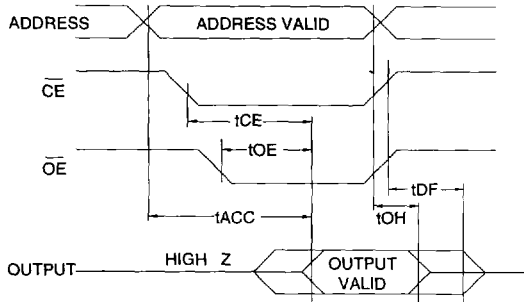 ADDRESS
ADDRESS VALID
CE
tCE
tOE
OE
tDF
tOH
tACC
HIGH Z
OUTPUT
OUTPUT
VALID